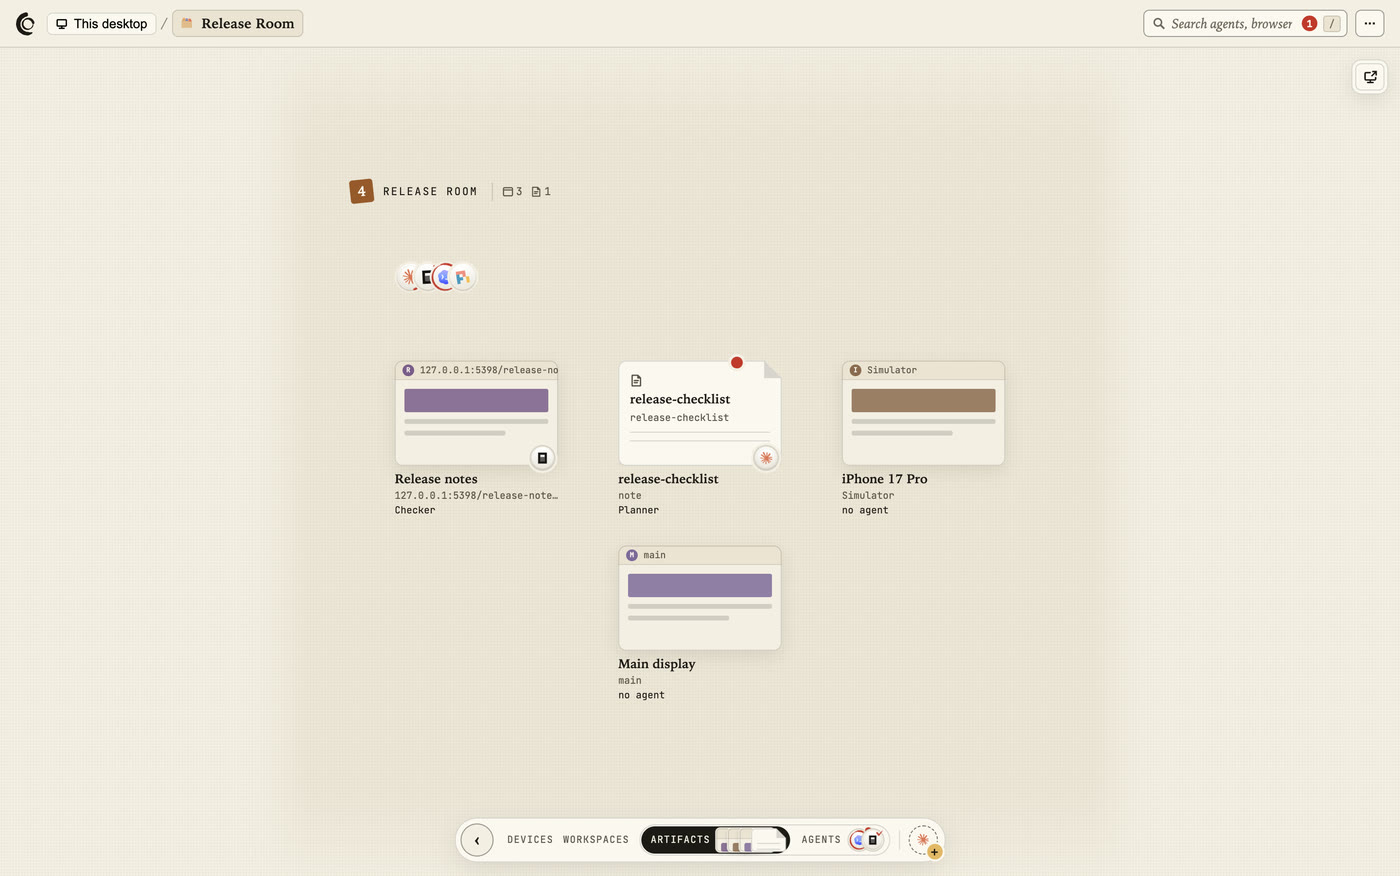 This desktop / Release Room
Search agents, browser 1 /
4 RELEASE ROOM 3 1
R 127.0.0.1:5398/release-no
Release notes
127.0.0.1:5398/release-note…
Checker
release-checklist
release-checklist
release-checklist
note
Planner
I Simulator
iPhone 17 Pro
Simulator
no agent
M main
Main display
main
no agent
DEVICES WORKSPACES ARTIFACTS AGENTS